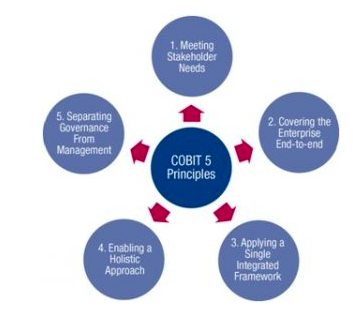 1. Meeting
Stakeholder
Needs
5. Separating
Governance
From
Management
2. Covering the
Enterprise
End-to-end
COBIT 5
Principles
4. Enabling a
Holistic
Approach
3. Applying a
Single
Integrated
Framework